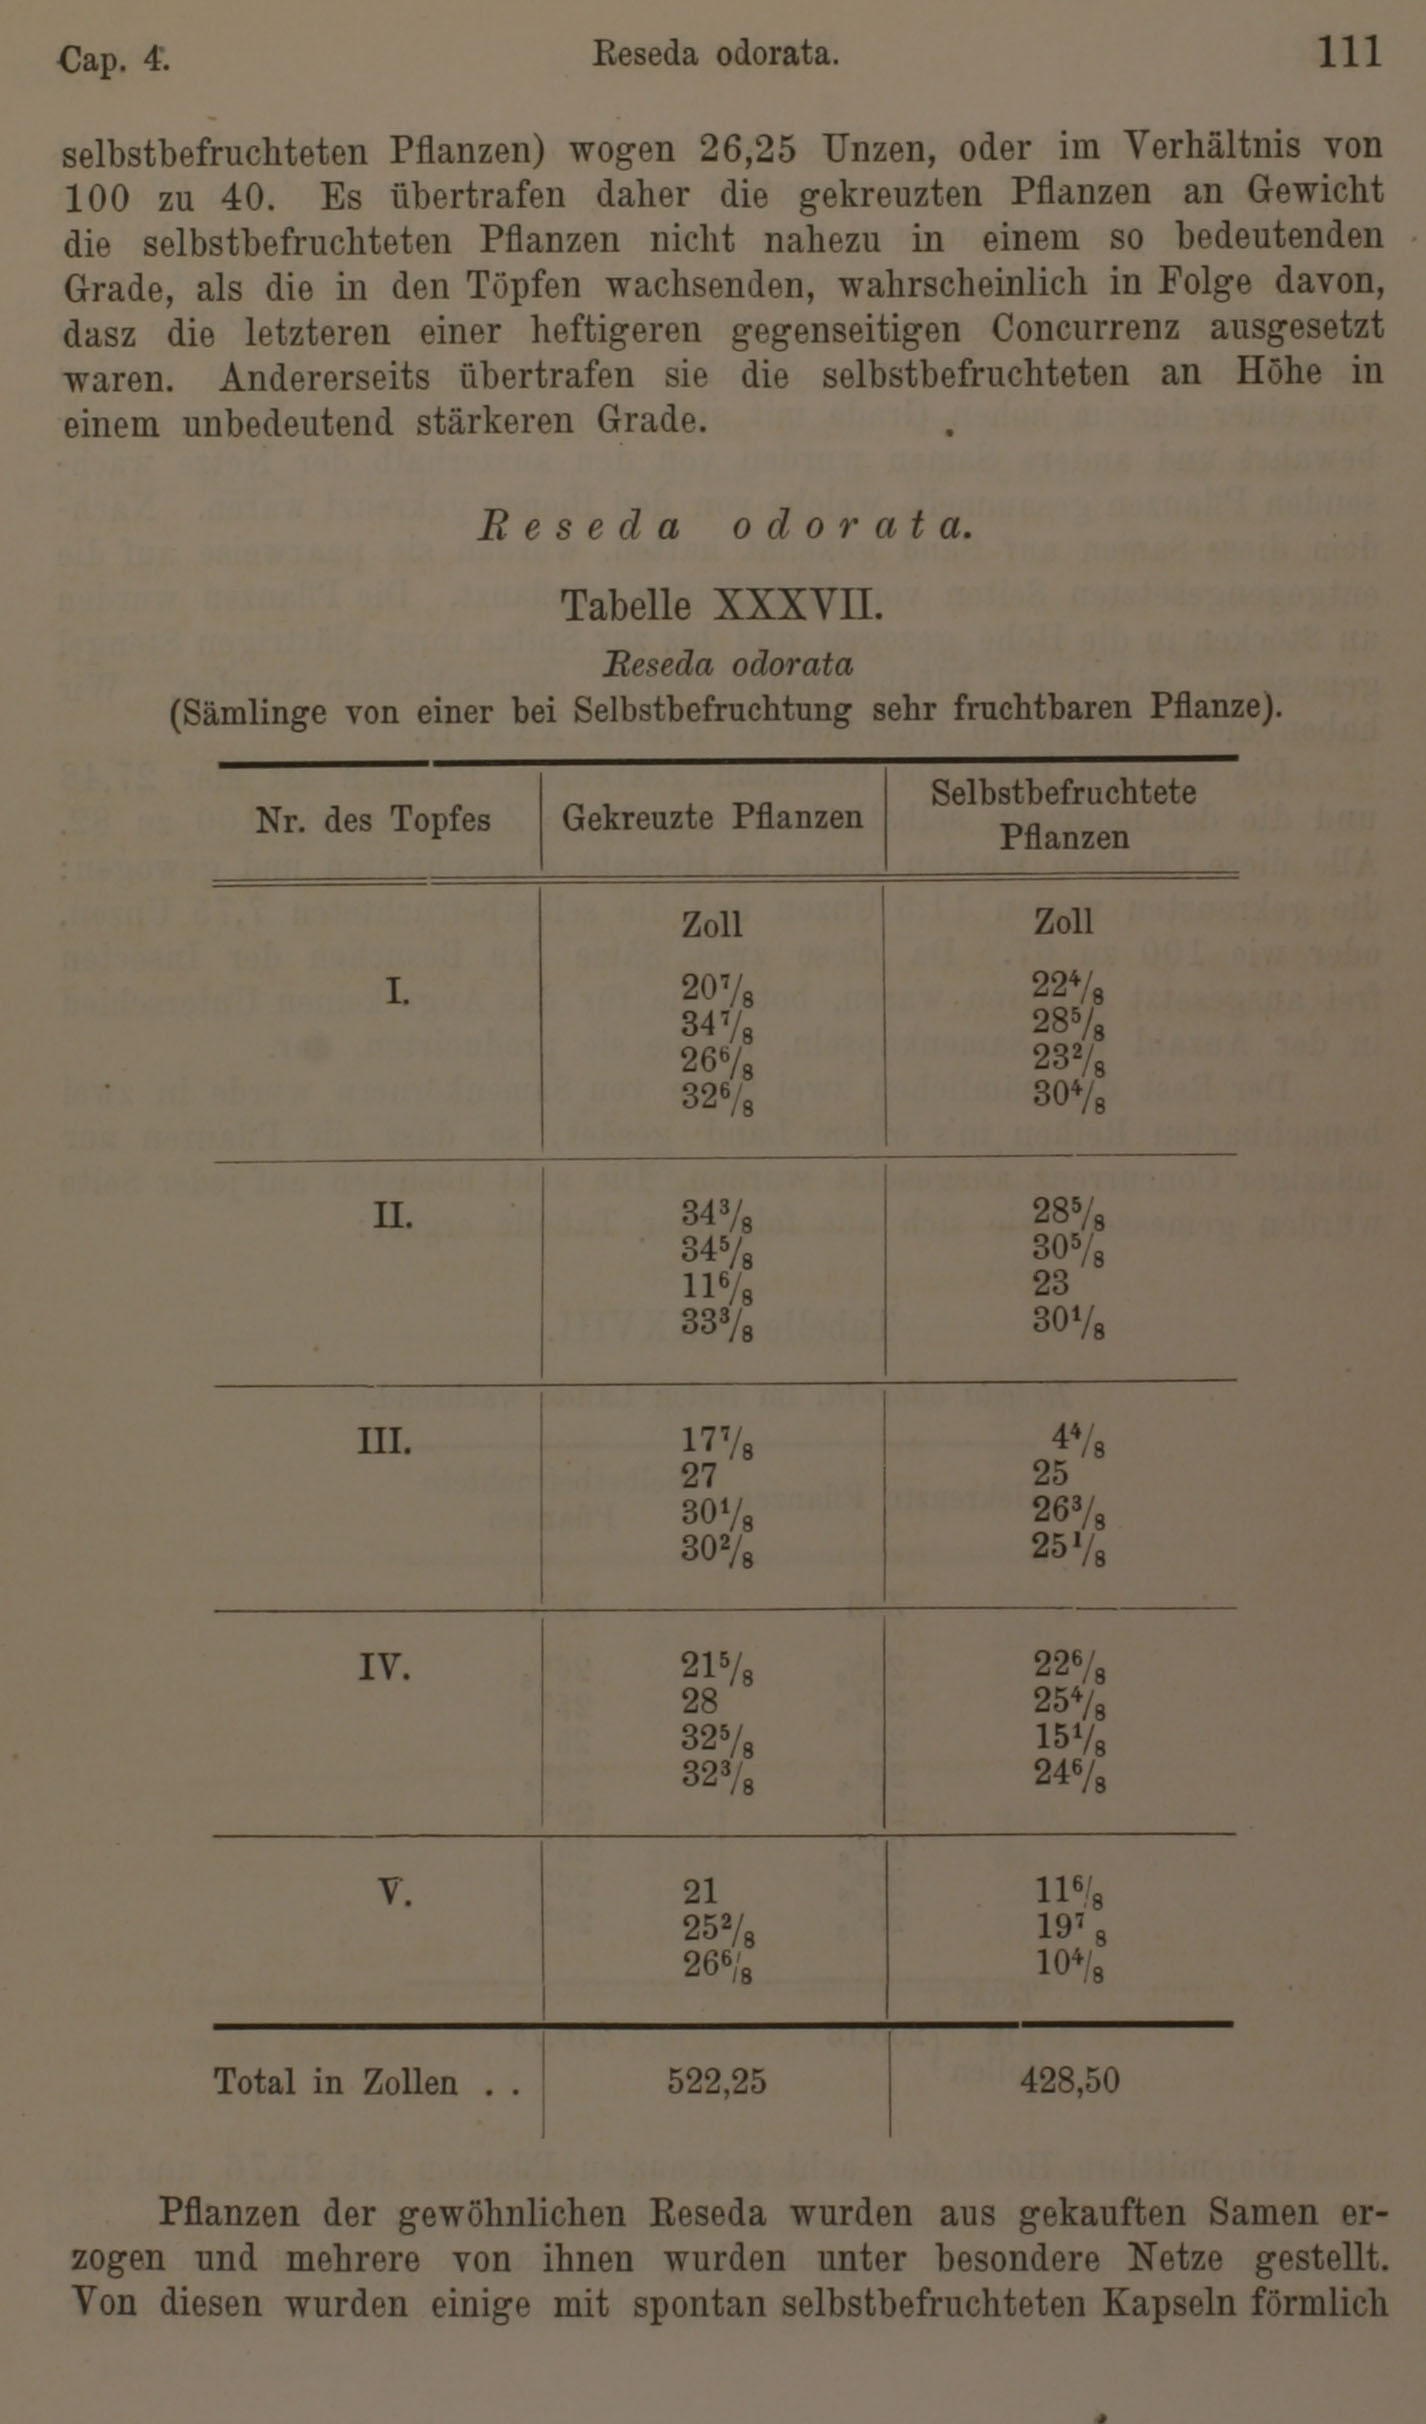 Cap. 4. Reseda odorata. 111
selbstbefruchteten Pflanzen) wogen 26,25 Unzen, oder im Verhältnis von
100 zu 40. Es übertrafen daher die gekreuzten Pflanzen an Gewicht
die selbstbefruchteten Pflanzen nicht nahezu in einem so bedeutenden
Grade, als die in den Töpfen wachsenden, wahrscheinlich in Folge davon,
dasz die letzteren einer heftigeren gegenseitigen Concurrenz ausgesetzt
waren. Andererseits übertrafen sie die selbstbefruchteten an Höhe in
einem unbedeutend stärkeren Grade.
Reseda odorata.
Tabelle XXXVII.
Reseda odorata
(Sämlinge von einer bei Selbstbefruchtung sehr fruchtbaren Pflanze).
Nr. des Topfes Gekreuzte Pflanzen Selbstbefruchtete
Pflanzen
Zoll Zoll
I. 20⁷/₈ 22⁴/₈
34⁷/₈ 28⁵/₈
26⁶/₈ 23²/₈
32⁶/₈ 30⁴/₈
II. 34³/₈ 28⁵/₈
34⁵/₈ 30⁵/₈
11⁶/₈ 23
33³/₈ 30¹/₈
III. 17⁷/₈ 4⁴/₈
27 25
30¹/₈ 26³/₈
30²/₈ 25¹/₈
IV. 21⁵/₈ 22⁶/₈
28 25⁴/₈
32⁵/₈ 15¹/₈
32³/₈ 24⁶/₈
V. 21 11⁶/₈
25²/₈ 19⁷ ₈
26⁶/₈ 10⁴/₈
Total in Zollen . . 522,25 428,50
Pflanzen der gewöhnlichen Reseda wurden aus gekauften Samen er-
zogen und mehrere von ihnen wurden unter besondere Netze gestellt.
Von diesen wurden einige mit spontan selbstbefruchteten Kapseln förmlich